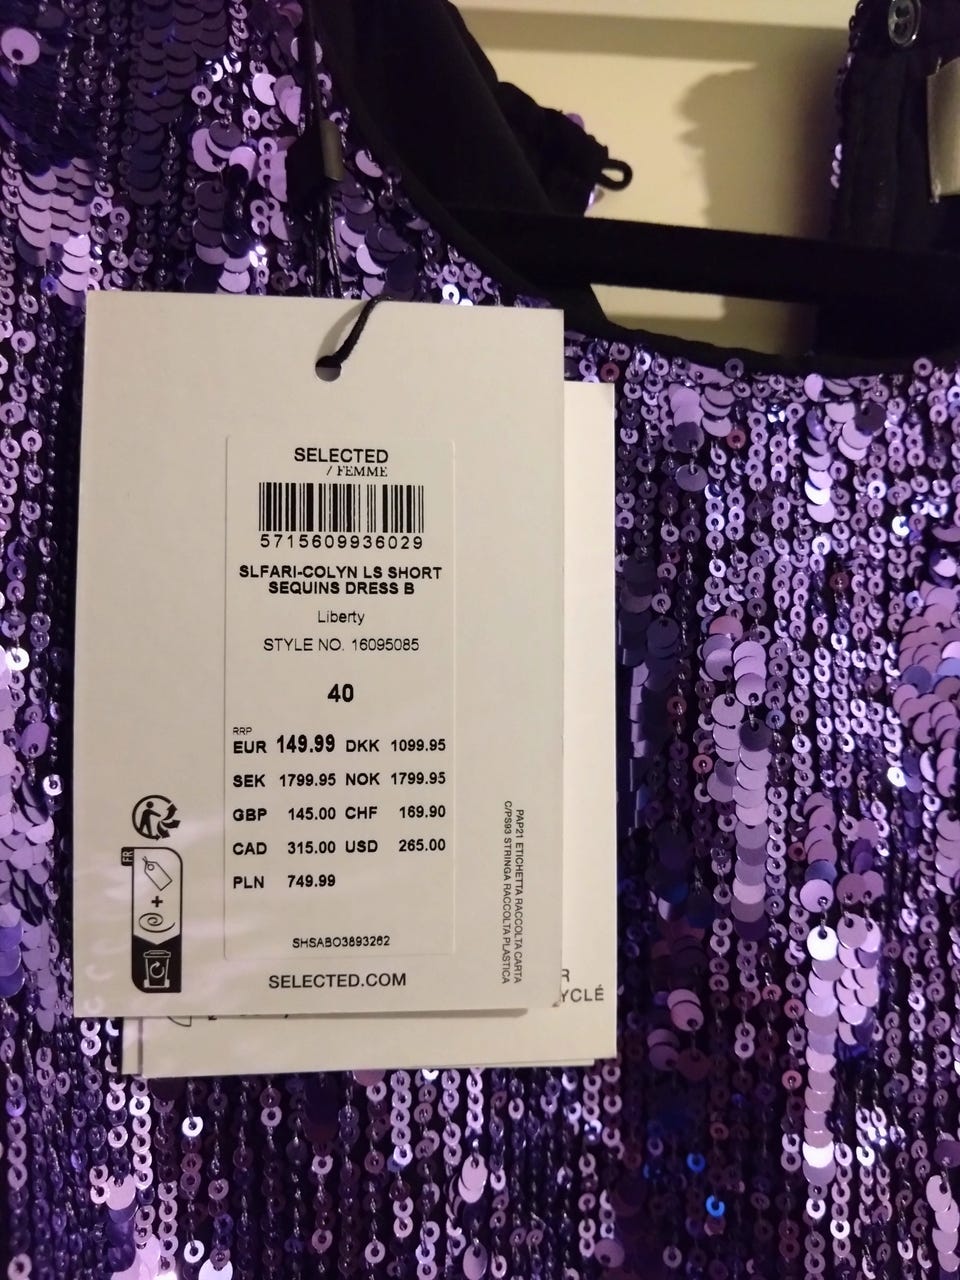 SELECTED
/ FEMME
5715609936029
SLFARI-COLYN LS SHORT
SEQUINS DRESS B
Liberty
STYLE NO. 16095085
40
RRP
EUR 149.99 DKK 1099.95
SEK 1799.95 NOK 1799.95
GBP 145.00 CHF 169.90
CAD 315.00 USD 265.00
PLN 749.99
SHSABO3893262
SELECTED.COM
FR
+
PAP21 ETICHETTA RACCOLTA CARTA
C/PS93 STRINGA RACCOLTA PLASTICA
R
YCLÉ